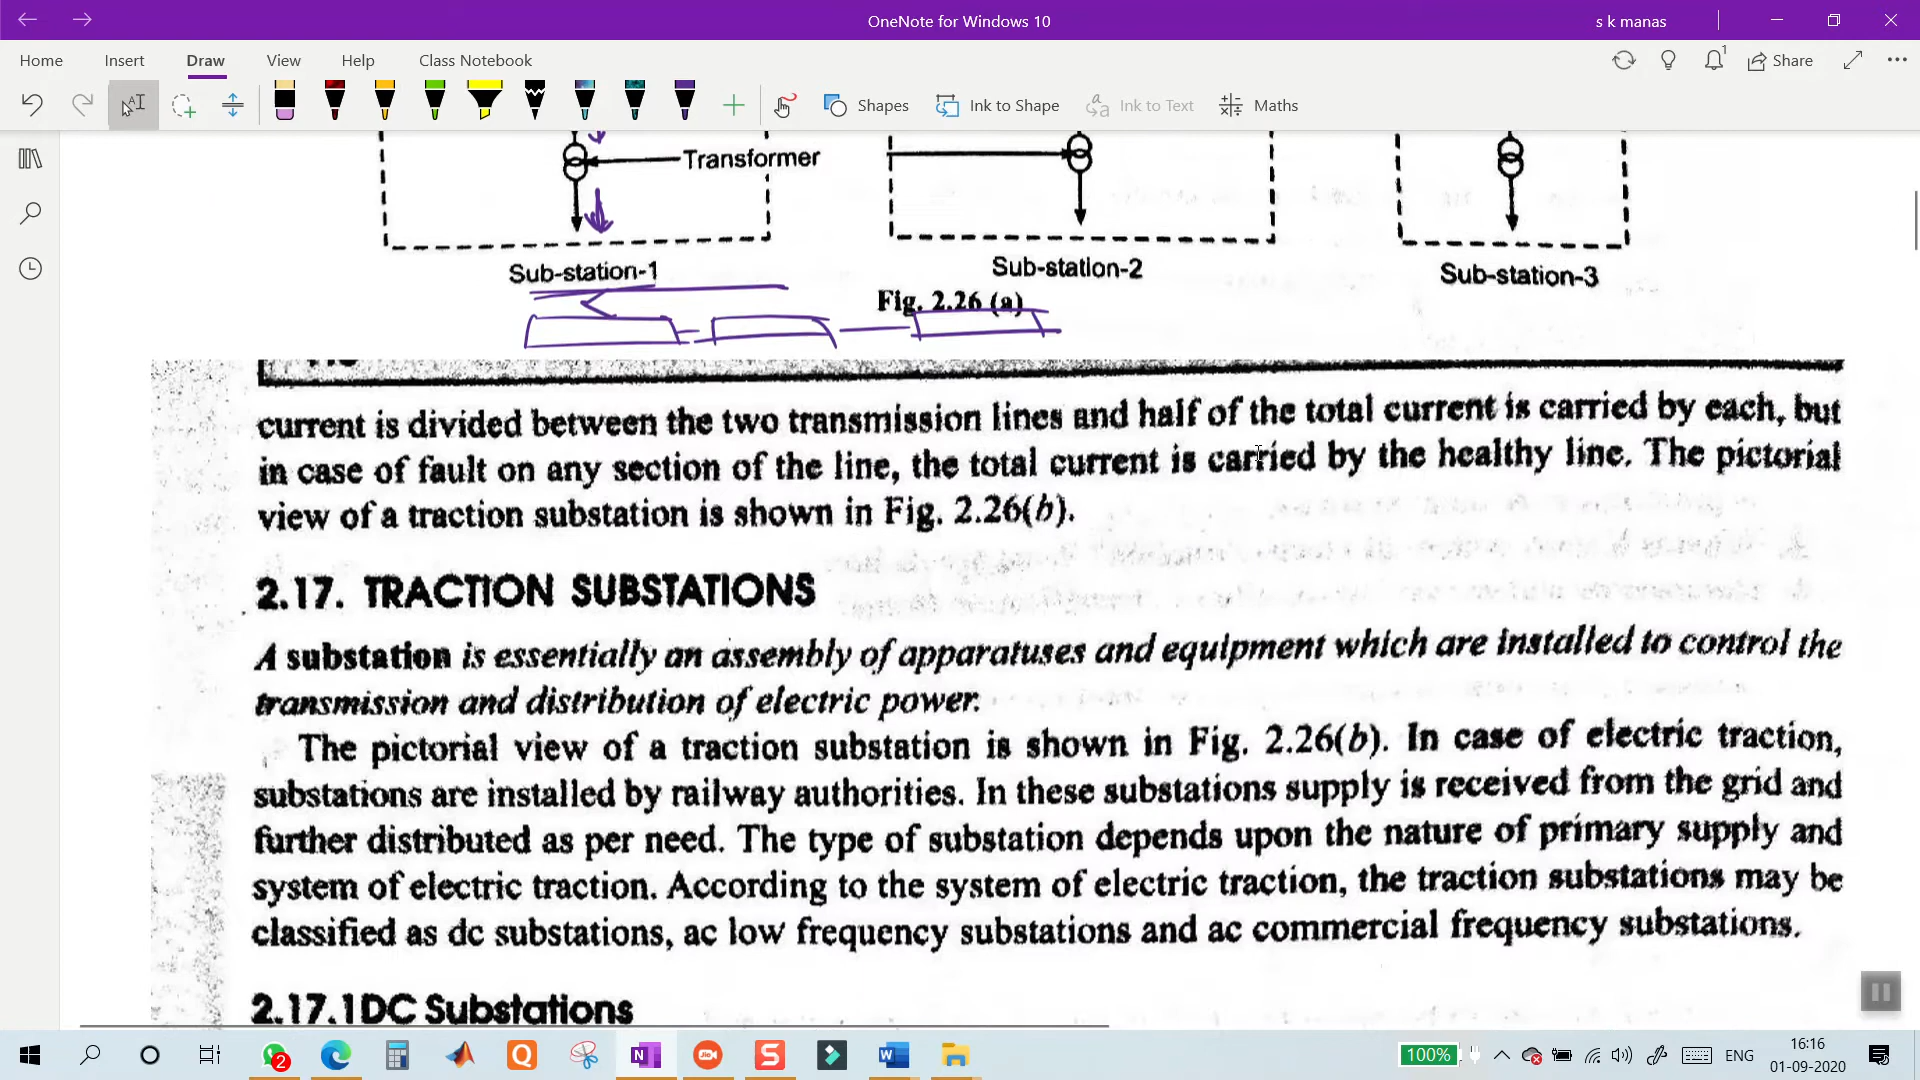 OneNote for Windows 10
s k manas
Home Insert Draw View Help Class Notebook
1
Share
Shapes Ink to Shape Ink to Text Maths
Transformer
Sub-station-1 Sub-station-2 Sub-station-3
Fig. 2.26 (a)
current is divided between the two transmission lines and half of the total current is carried by each, but
in case of fault on any section of the line, the total current is carried by the healthy line. The pictorial
view of a traction substation is shown in Fig. 2.26(b).
2.17. TRACTION SUBSTATIONS
A substation is essentially an assembly of apparatuses and equipment which are installed to control the
transmission and distribution of electric power.
The pictorial view of a traction substation is shown in Fig. 2.26(b). In case of electric traction,
substations are installed by railway authorities. In these substations supply is received from the grid and
further distributed as per need. The type of substation depends upon the nature of primary supply and
system of electric traction. According to the system of electric traction, the traction substations may be
classified as dc substations, ac low frequency substations and ac commercial frequency substations.
2.17.1 DC Substations
2
100%
ENG
16:16
01-09-2020